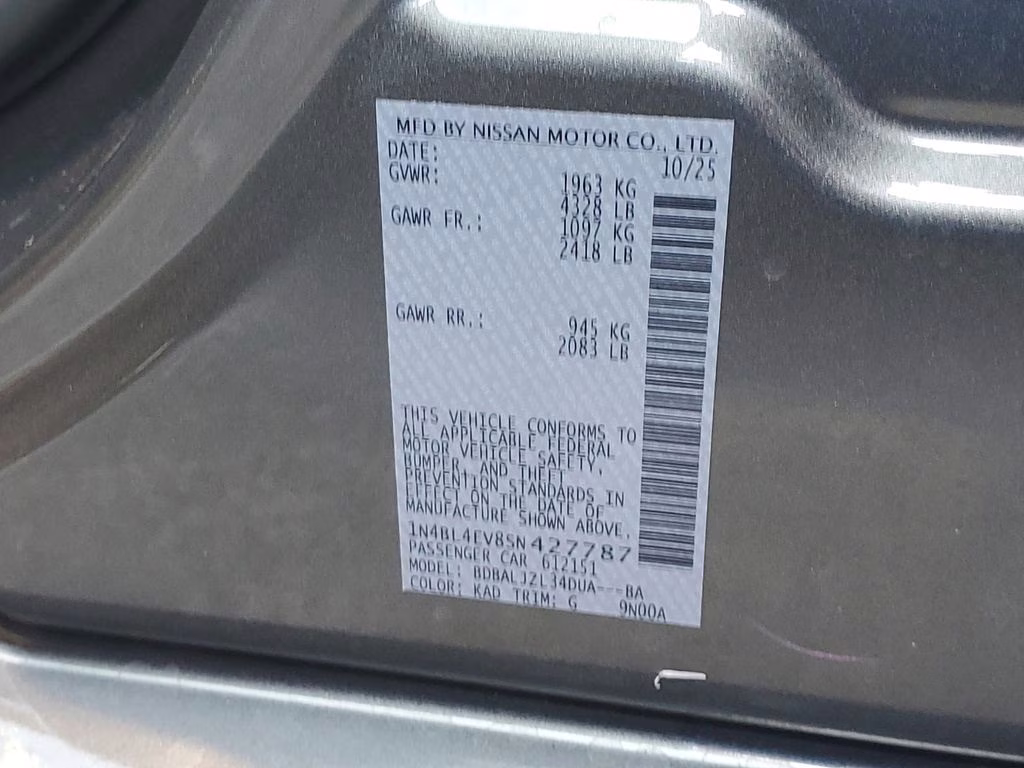 MFD BY NISSAN MOTOR CO., LTD.
DATE: 10/25
GVWR: 1963 KG
4328 LB
GAWR FR.: 1097 KG
2418 LB
GAWR RR.: 945 KG
2083 LB
THIS VEHICLE CONFORMS TO
ALL APPLICABLE FEDERAL
MOTOR VEHICLE SAFETY,
BUMPER, AND THEFT
PREVENTION STANDARDS IN
EFFECT ON THE DATE OF
MANUFACTURE SHOWN ABOVE.
1N4BL4EV8SN427787
PASSENGER CAR 612151
MODEL: BDBALJZL34DUA---BA
COLOR: KAD TRIM: G 9N00A